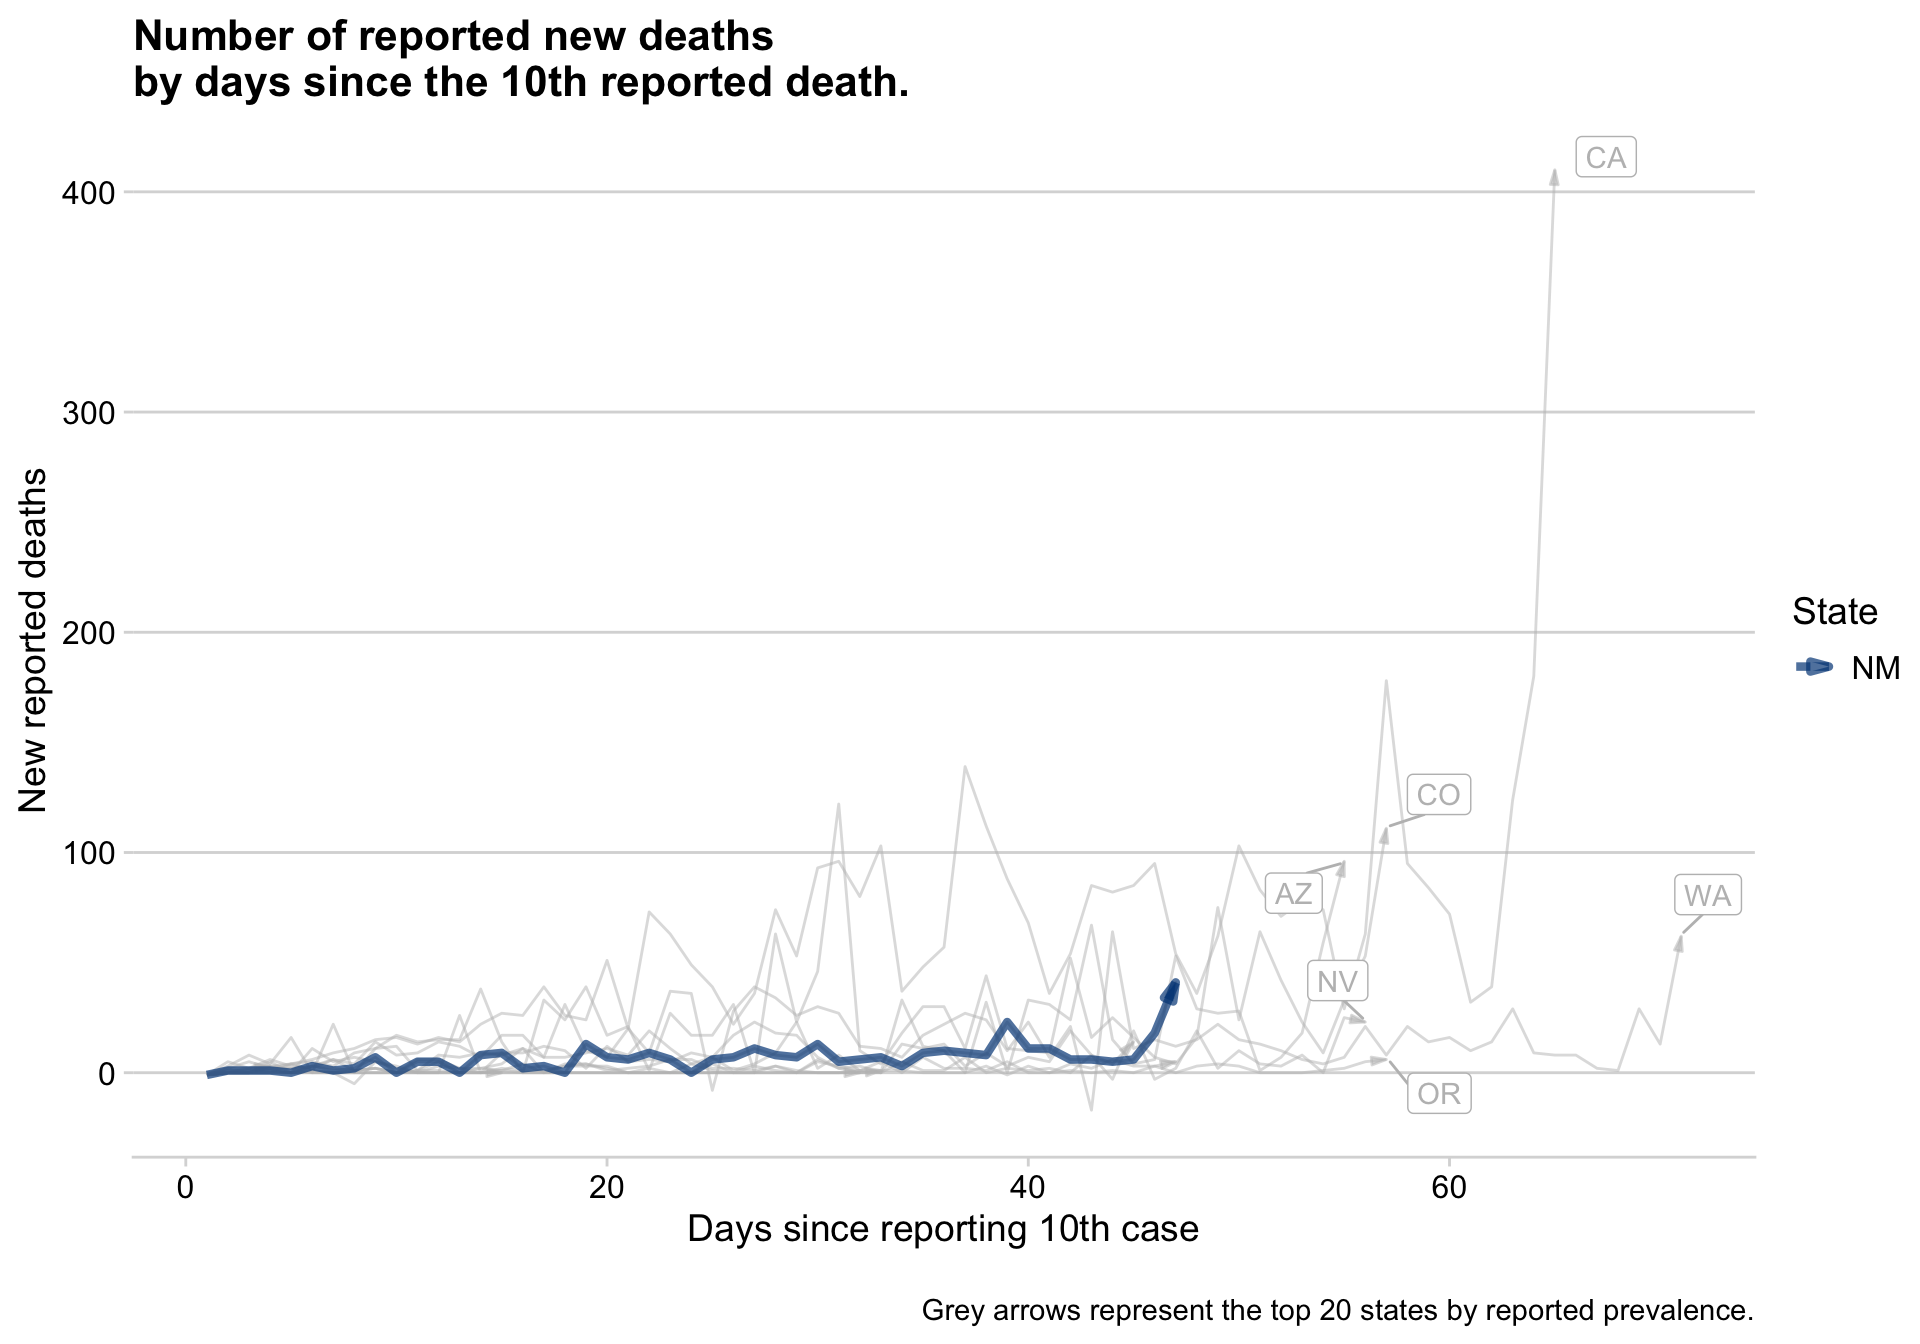 Number of reported new deaths
by days since the 10th reported death.
CA
400
300
New reported deaths
State
200
NM
CO
100
AZ
WA
NV
0
OR
0 20 40 60
Days since reporting 10th case
Grey arrows represent the top 20 states by reported prevalence.